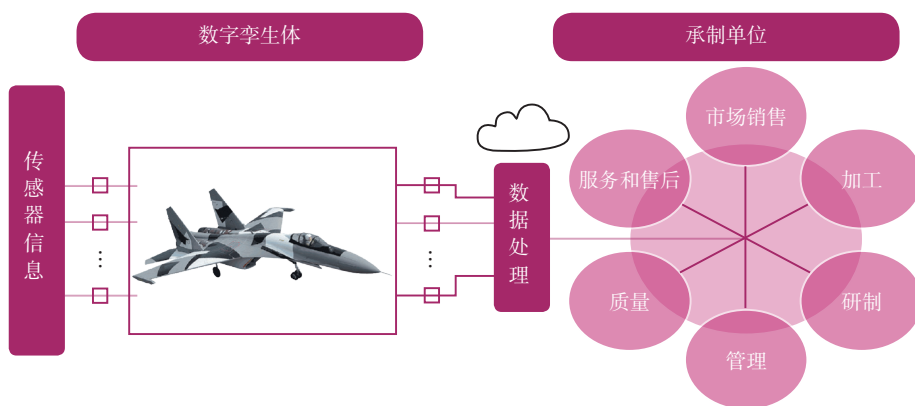 数字孪生体
承制单位
传感器信息
数据处理
市场销售
服务和售后
加工
质量
研制
管理